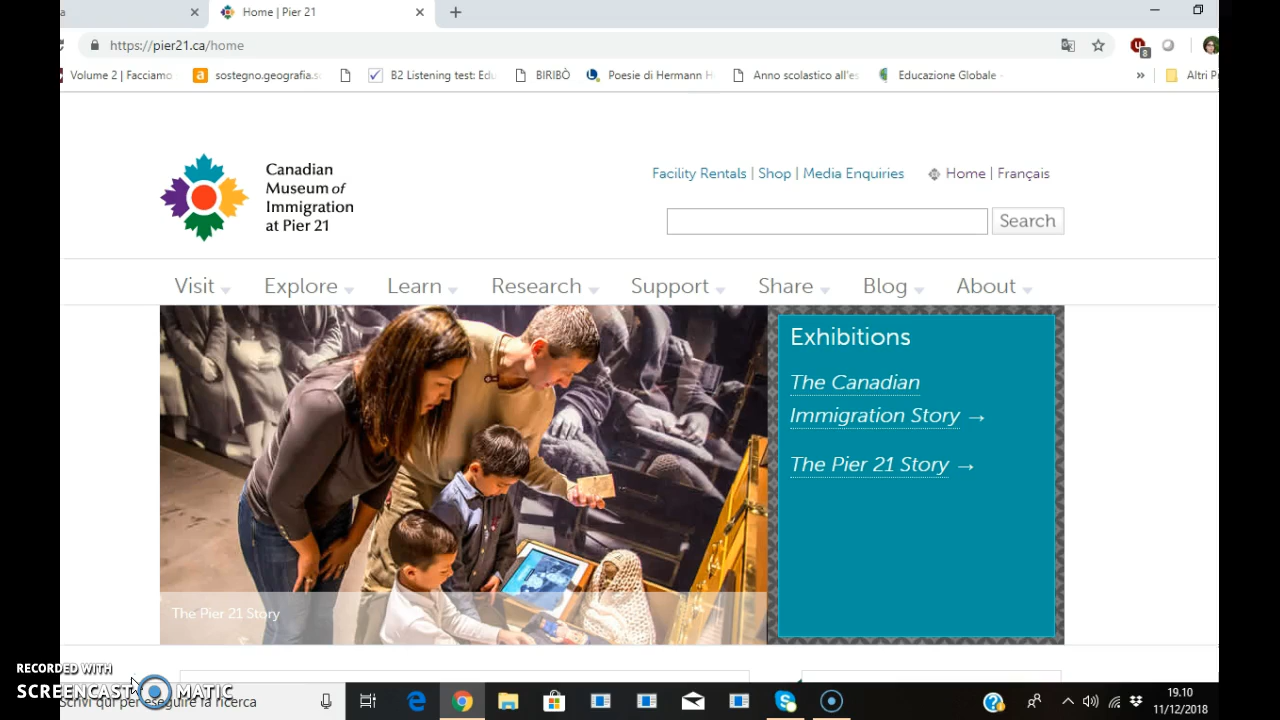 Home | Pier 21
https://pier21.ca/home
Volume 2 | Facciamo
sostegno.geografia.s
B2 Listening test: Edu
BIRIBÒ
Poesie di Hermann H
Anno scolastico all'es
Educazione Globale -
»
Altri P
Canadian
Museum of
Immigration
at Pier 21
Facility Rentals | Shop | Media Enquiries
Home | Français
Search
Visit
Explore
Learn
Research
Support
Share
Blog
About
Exhibitions
The Canadian
Immigration Story →
The Pier 21 Story →
The Pier 21 Story
RECORDED WITH
SCREENCAST MATIC
Scrivi qui per eseguire la ricerca
19.10
11/12/2018